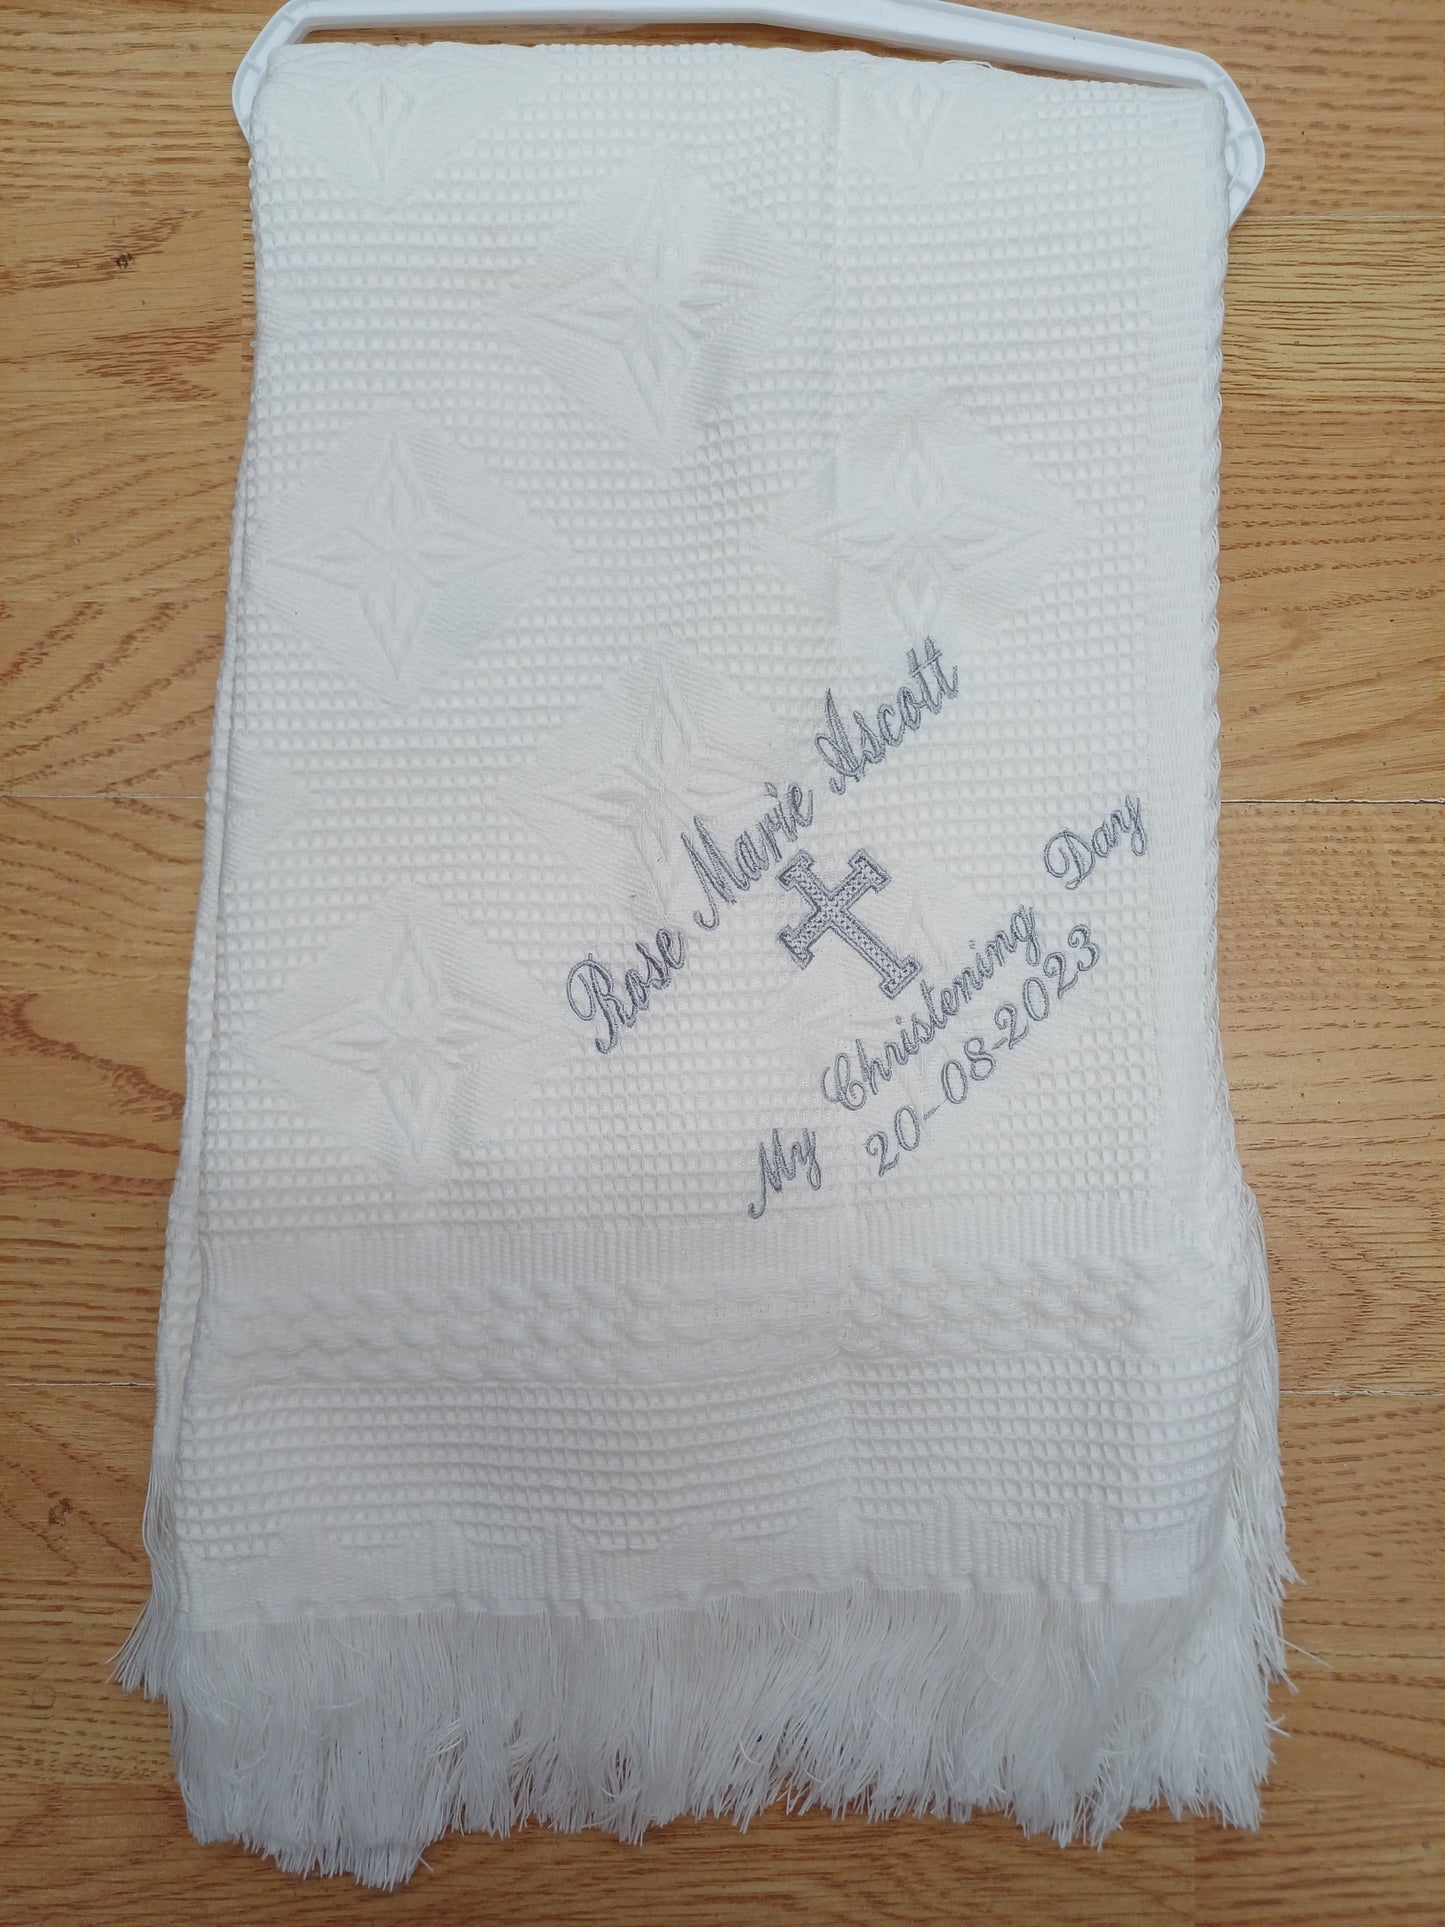 Rose Marie Ascott
My Christening Day
20-08-2023